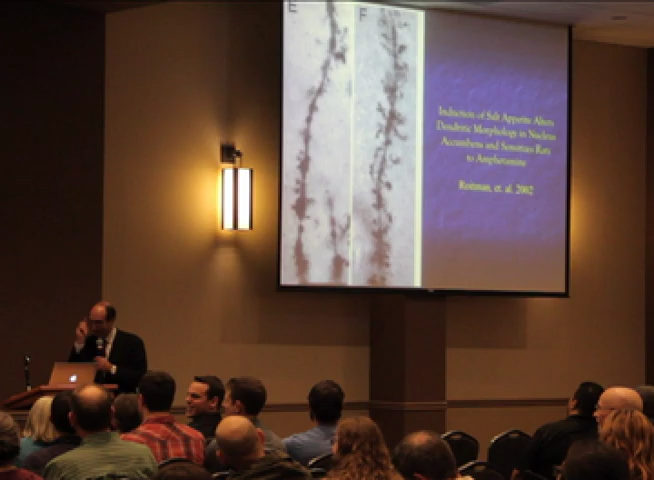 E
F
Induction of Salt Appetite Alters
Dendritic Morphology in Nucleus
Accumbens and Sensitizes Rats
to Amphetamine
Roitman, et. al. 2002